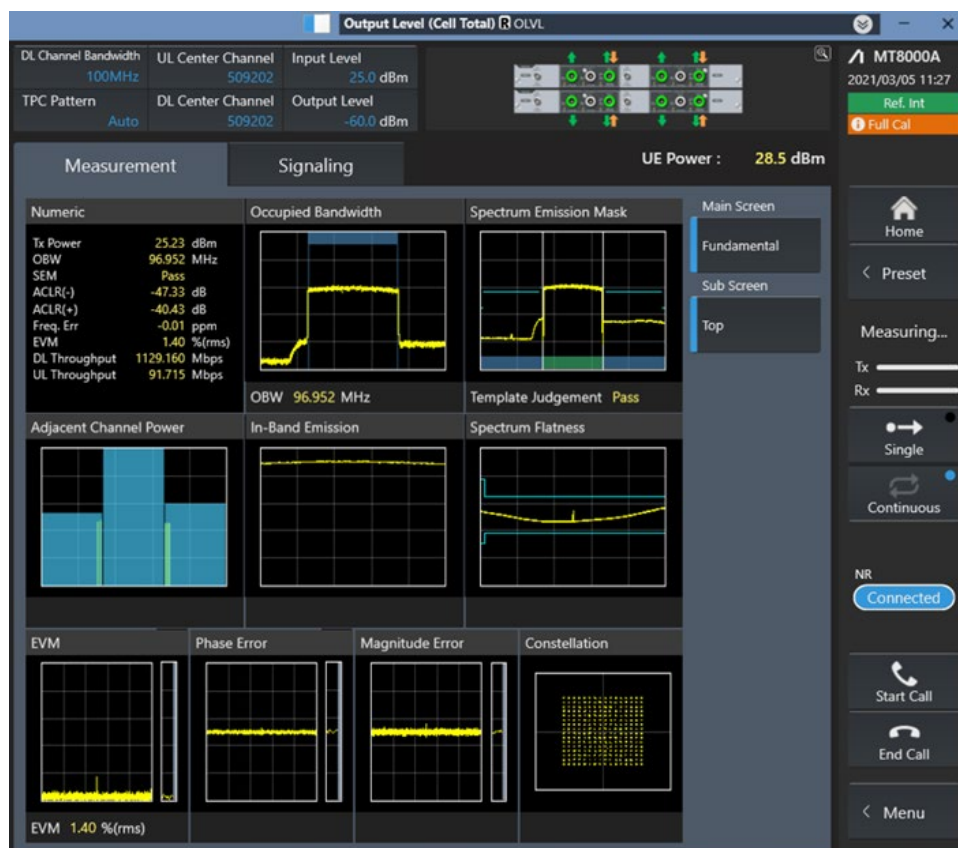 Output Level (Cell Total) R OLVL
DL Channel Bandwidth
100MHz
UL Center Channel
509202
Input Level
25.0 dBm
TPC Pattern
Auto
DL Center Channel
509202
Output Level
-60.0 dBm
MT8000A
2021/03/05 11:27
Ref. Int
Full Cal
Measurement
Signaling
UE Power : 28.5 dBm
Numeric
Tx Power 25.23 dBm
OBW 96.952 MHz
SEM Pass
ACLR(-) -47.33 dB
ACLR(+) -40.43 dB
Freq. Err -0.01 ppm
EVM 1.40 %(rms)
DL Throughput 1129.160 Mbps
UL Throughput 91.715 Mbps
Occupied Bandwidth
OBW 96.952 MHz
Spectrum Emission Mask
Template Judgement Pass
Main Screen
Fundamental
Sub Screen
Top
Adjacent Channel Power
In-Band Emission
Spectrum Flatness
EVM
EVM 1.40 %(rms)
Phase Error
Magnitude Error
Constellation
Home
< Preset
Measuring...
Tx
Rx
Single
Continuous
NR
Connected
Start Call
End Call
< Menu